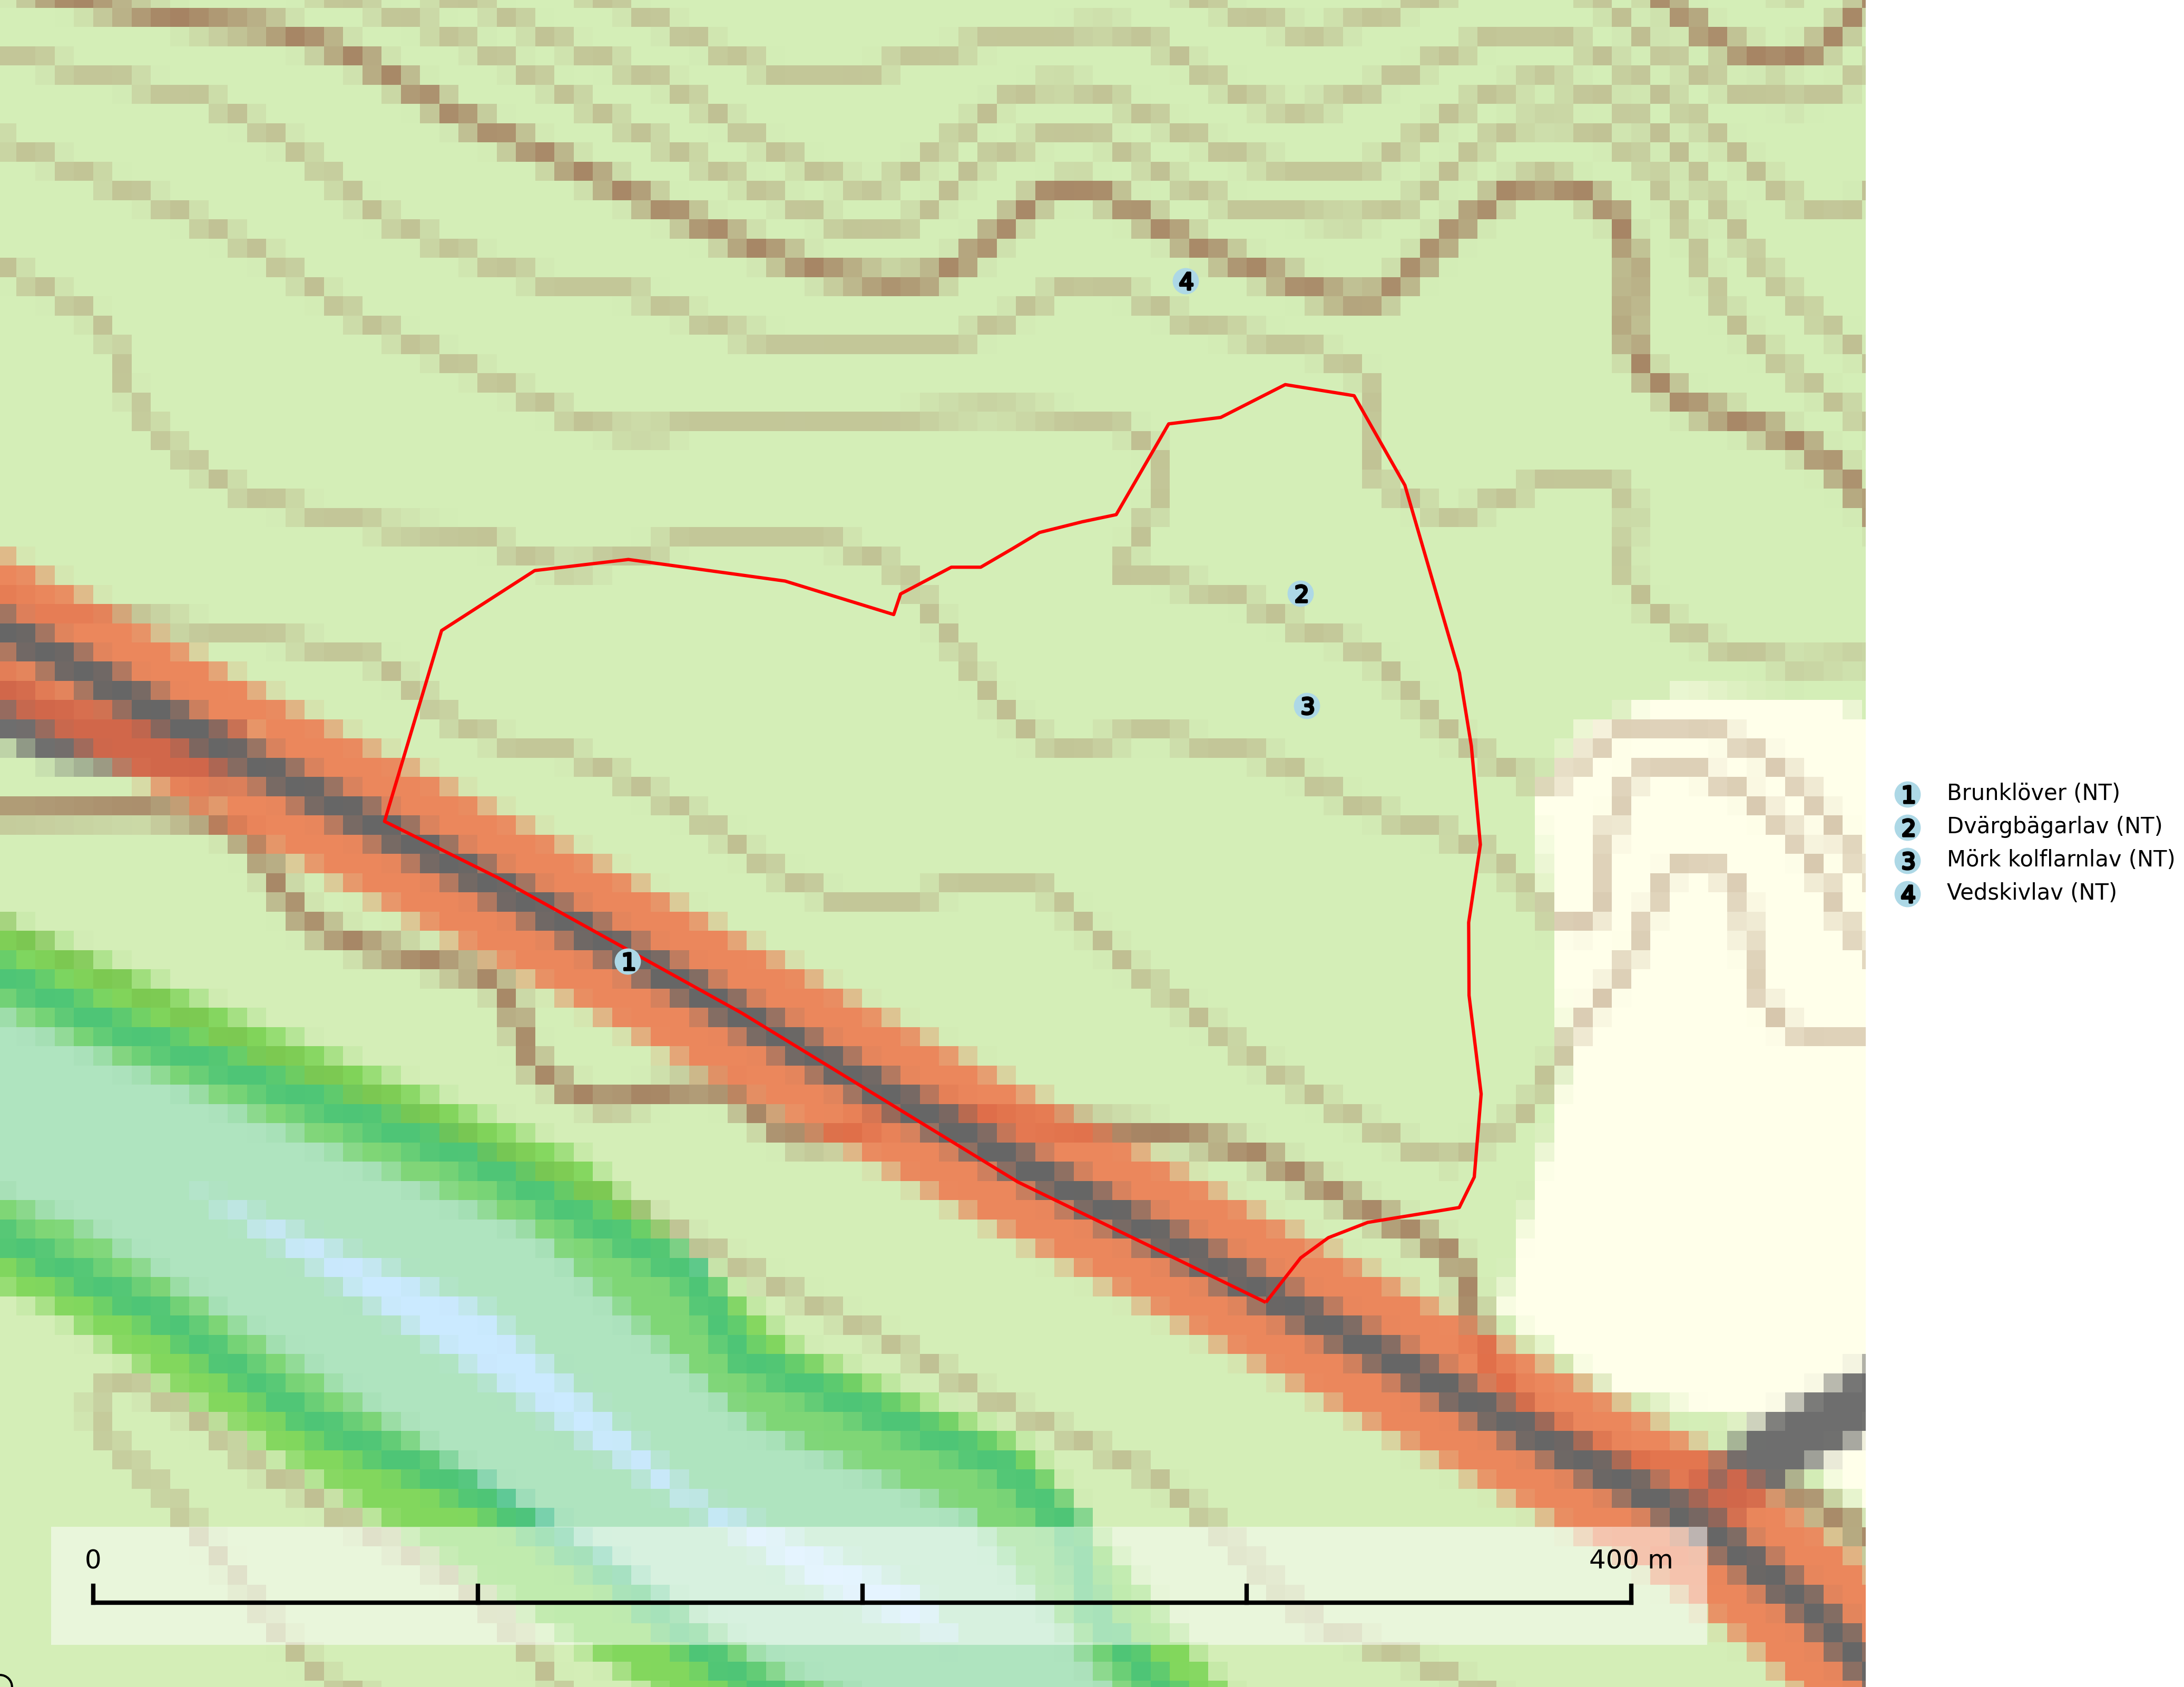 4
2
3
1
1 Brunklöver (NT)
2 Dvärgbägarlav (NT)
3 Mörk kolflarnlav (NT)
4 Vedskivlav (NT)
0 400 m